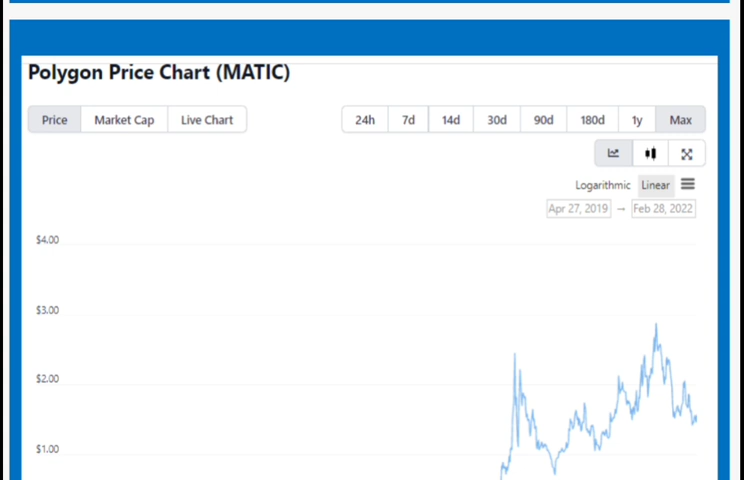 Polygon Price Chart (MATIC)
Price Market Cap Live Chart 24h 7d 14d 30d 90d 180d 1y Max
Logarithmic Linear
Apr 27, 2019 → Feb 28, 2022
$4.00
$3.00
$2.00
$1.00